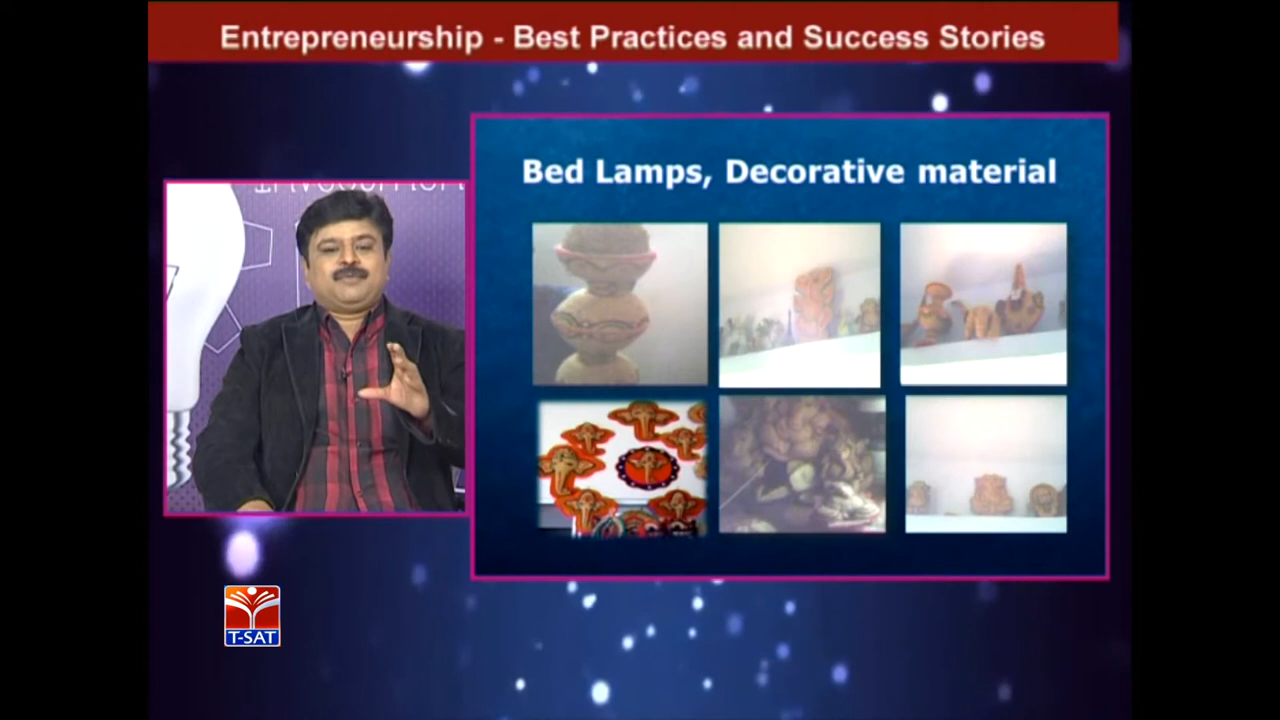 Entrepreneurship - Best Practices and Success Stories
Bed Lamps, Decorative material
T-SAT